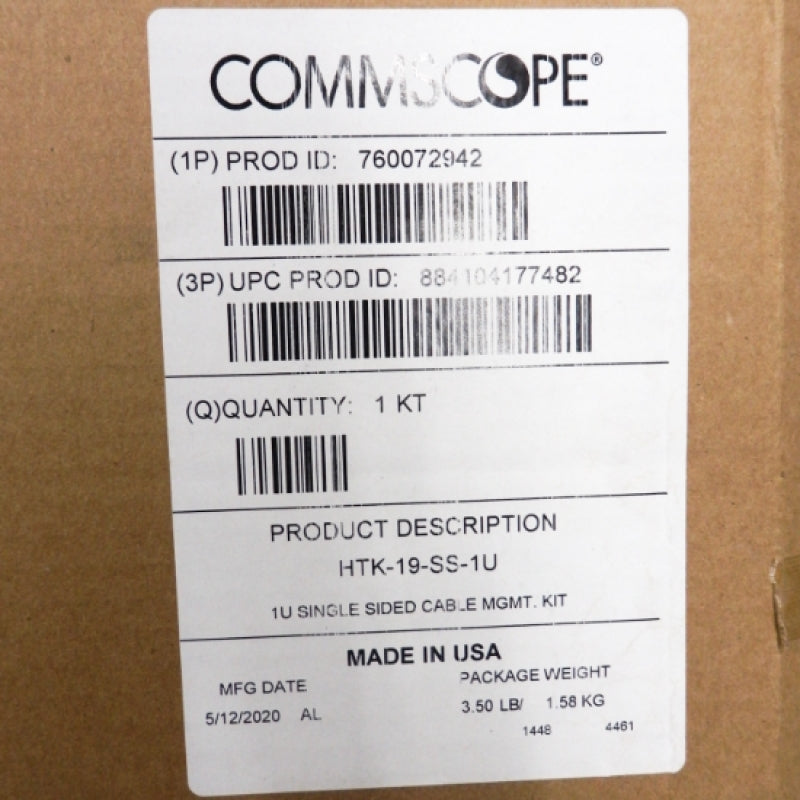 COMMSCOPE®
(1P) PROD ID: 760072942
(3P) UPC PROD ID: 884104177482
(Q)QUANTITY: 1 KT
PRODUCT DESCRIPTION
HTK-19-SS-1U
1U SINGLE SIDED CABLE MGMT. KIT
MADE IN USA
MFG DATE PACKAGE WEIGHT
5/12/2020 AL 3.50 LB/ 1.58 KG
1448 4461